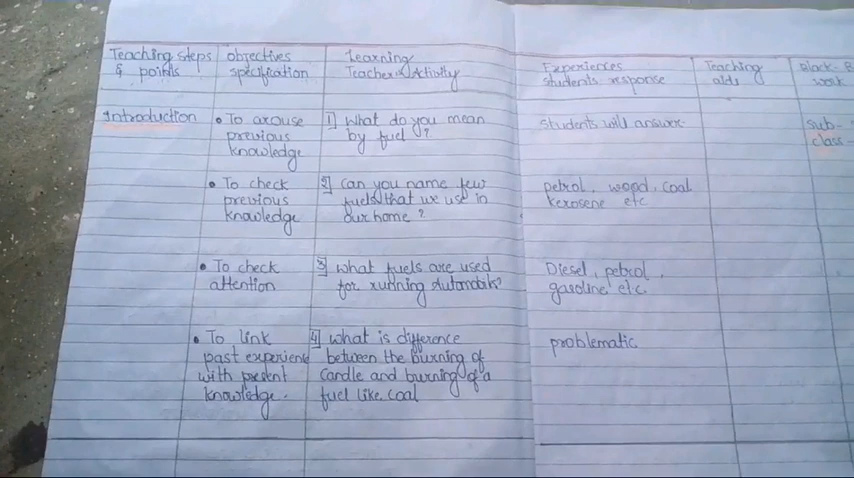 Teaching steps
& points
objectives
specification
Learning
Teacher's Activity
Experiences
students response
Teaching
aids
Black-B
work
Introduction
• To arouse
previous
knowledge
1] What do you mean
by fuel?
students will answer
sub-
class-
• To check
previous
knowledge
2] Can you name few
fuels that we use in
our home?
petrol, wood, coal
kerosene etc
• To check
attention
3] what fuels are used
for running
Diesel, petrol,
gasoline etc.
• To link
past experience
with present
knowledge.
4] what is difference
between the burning of
candle and burning of a
fuel like coal
problematic